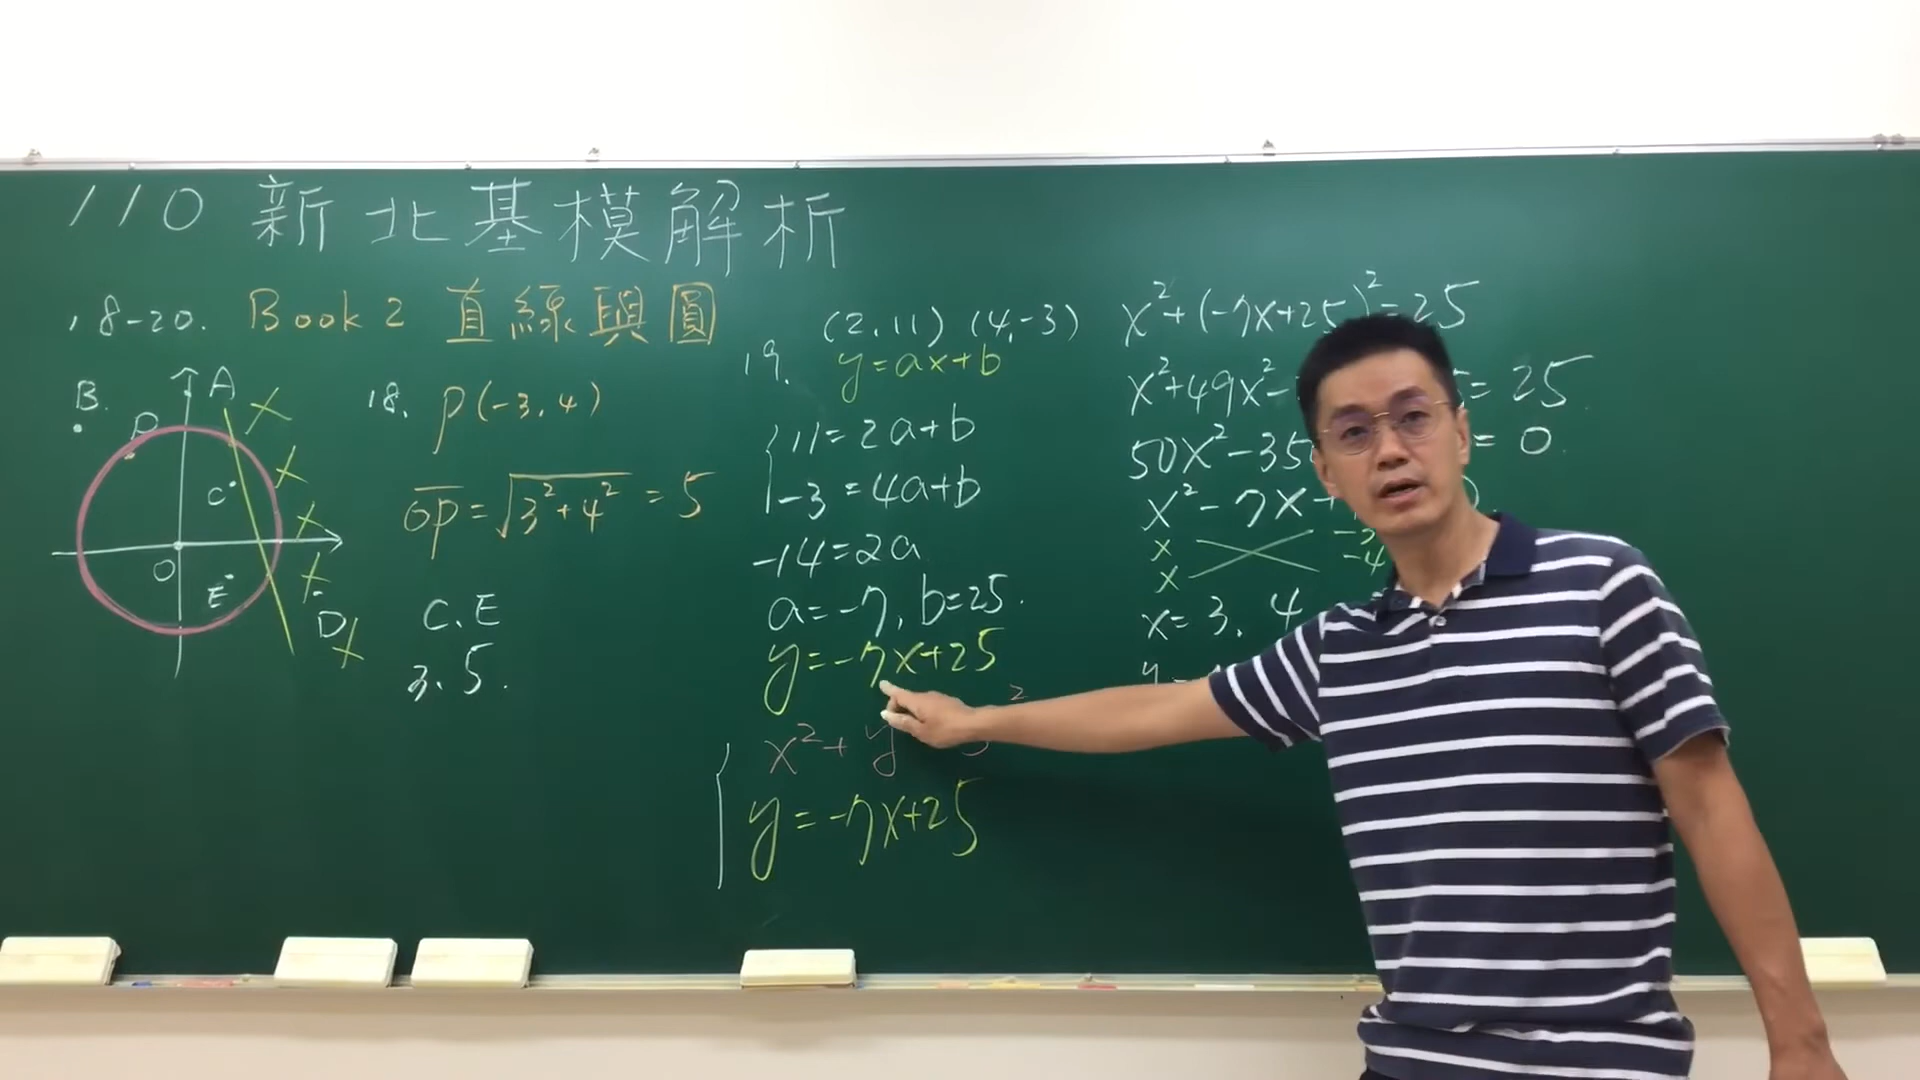 110 新北基模解析
18-20. Book 2 直線與圓
B.
A
P
C
O
E
D
18. P(-3,4)
OP=√3²+4² = 5
C.E
3.5.
19. (2,11) (4,-3)
y=ax+b
11=2a+b
-3=4a+b
-14=2a
a=-7, b=25.
y=-7x+25
x²+y
y=-7x+25
x²+(-7x+25)²=25
x²+49x²- = 25
50x²-35 = 0.
x²-7x+
x
x -4
x=3, 4